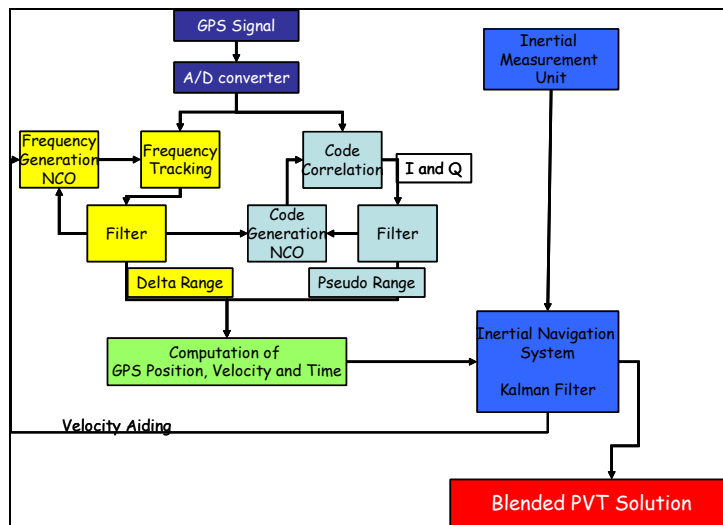 GPS Signal
Inertial
Measurement
Unit
A/D converter
Frequency
Generation
NCO
Frequency
Tracking
Code
Correlation
I and Q
Filter
Code
Generation
NCO
Filter
Delta Range
Pseudo Range
Computation of
GPS Position, Velocity and Time
Inertial Navigation
System
Kalman Filter
Velocity Aiding
Blended PVT Solution